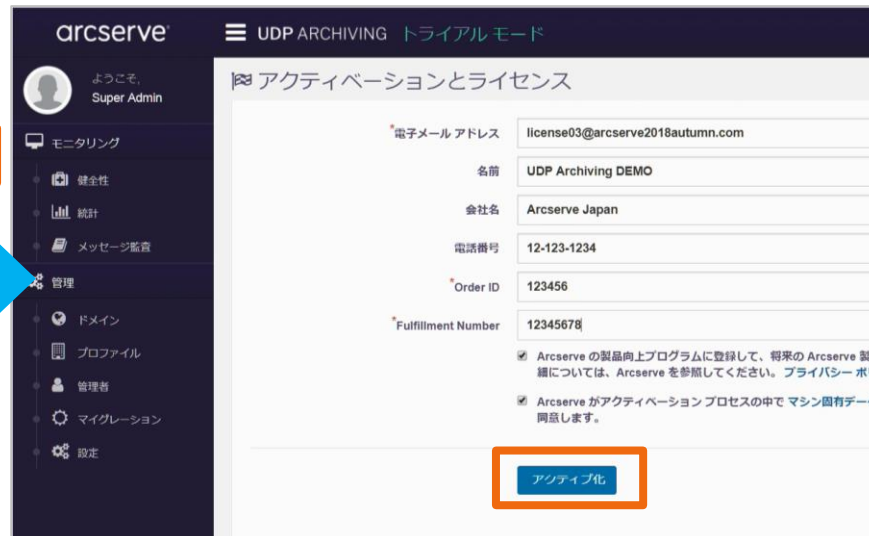 arcserve
UDP ARCHIVING トライアル モード
ようこそ,
Super Admin
モニタリング
健全性
統計
メッセージ監査
管理
ドメイン
プロファイル
管理者
マイグレーション
設定
アクティベーションとライセンス
*電子メール アドレス license03@arcserve2018autumn.com
名前 UDP Archiving DEMO
会社名 Arcserve Japan
電話番号 12-123-1234
*Order ID 123456
*Fulfillment Number 12345678
Arcserve の製品向上プログラムに登録して、将来の Arcserve 製
細については、Arcserve を参照してください。プライバシー ポ
Arcserve がアクティベーション プロセスの中で マシン固有デー
同意します。
アクティブ化